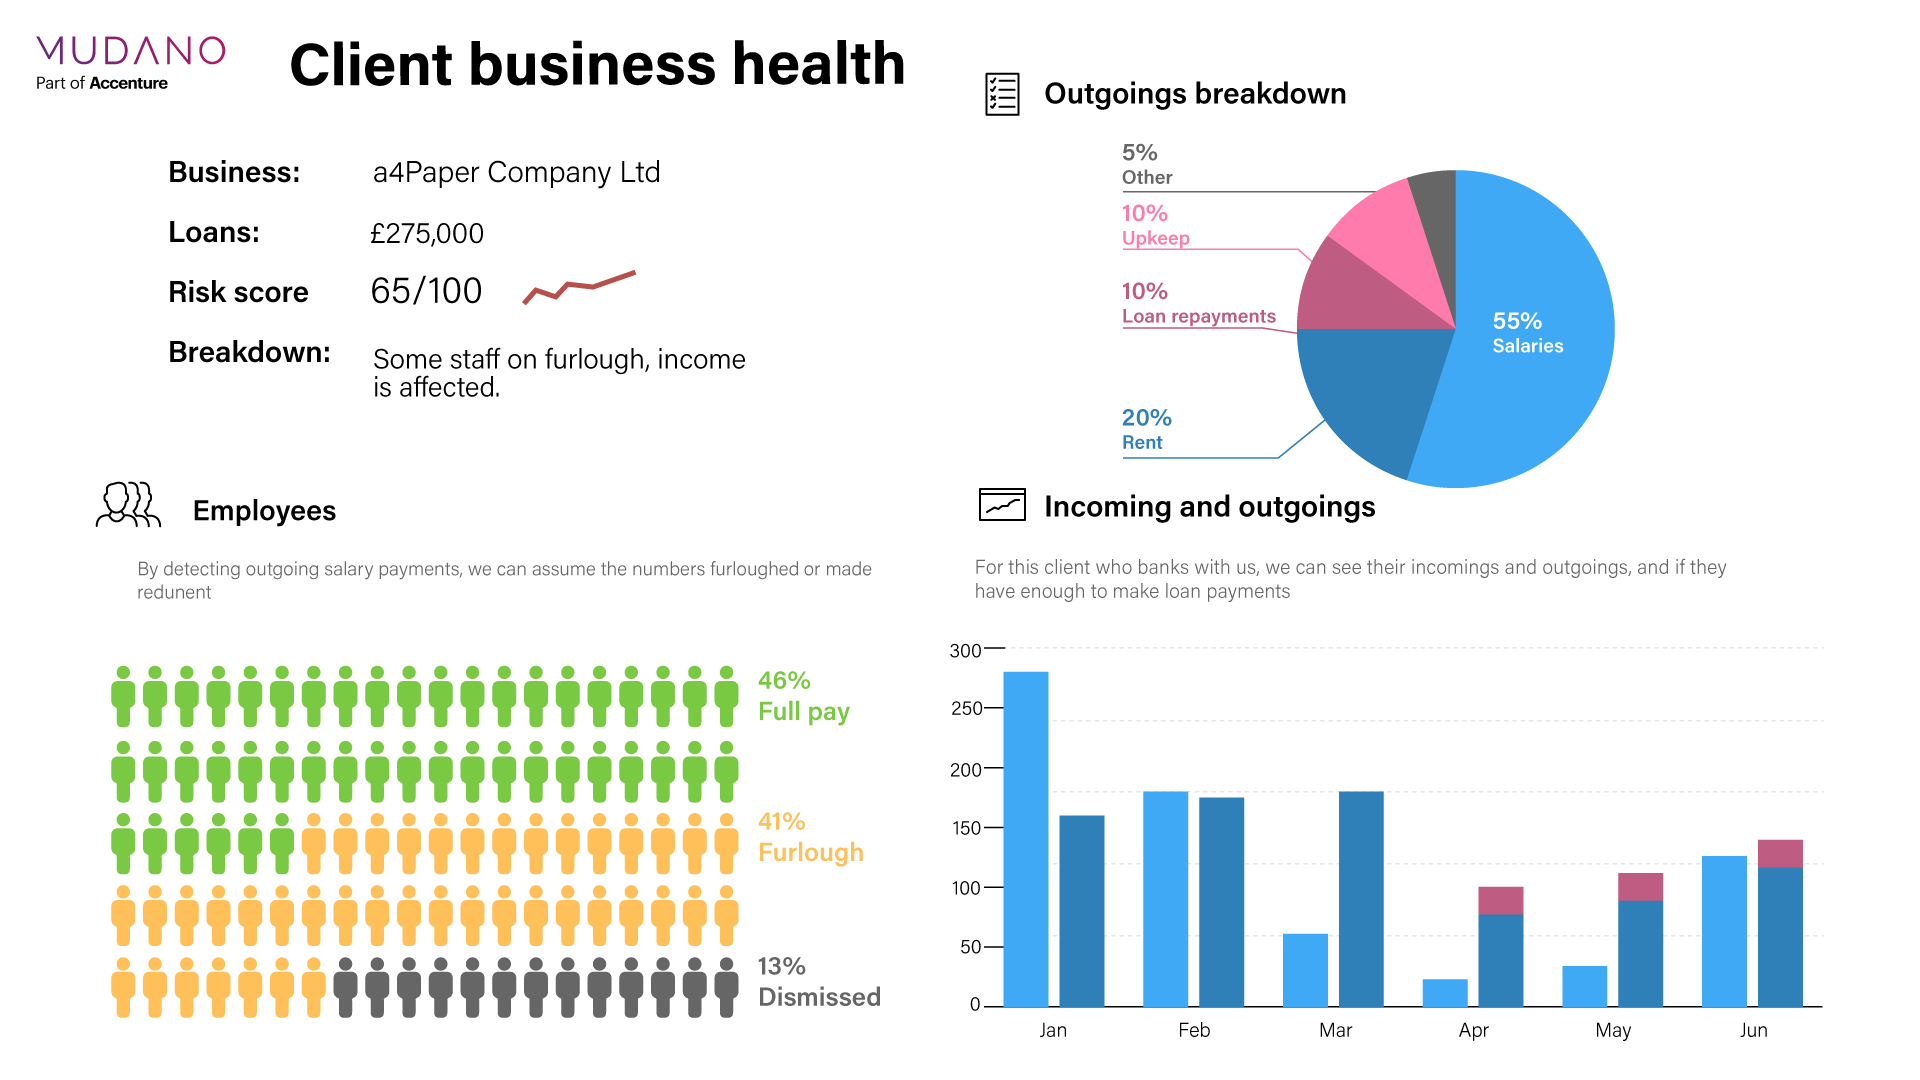 MUDANO
Part of Accenture
Client business health
Business:
a4Paper Company Ltd
Loans:
£275,000
Risk score
65/100
Breakdown:
Some staff on furlough, income
is affected.
Outgoings breakdown
5%
Other
10%
Upkeep
10%
Loan repayments
20%
Rent
55%
Salaries
Employees
By detecting outgoing salary payments, we can assume the numbers furloughed or made
redunent
46%
Full pay
41%
Furlough
13%
Dismissed
Incoming and outgoings
For this client who banks with us, we can see their incomings and outgoings, and if they
have enough to make loan payments
300
250
200
150
100
50
0
Jan
Feb
Mar
Apr
May
Jun